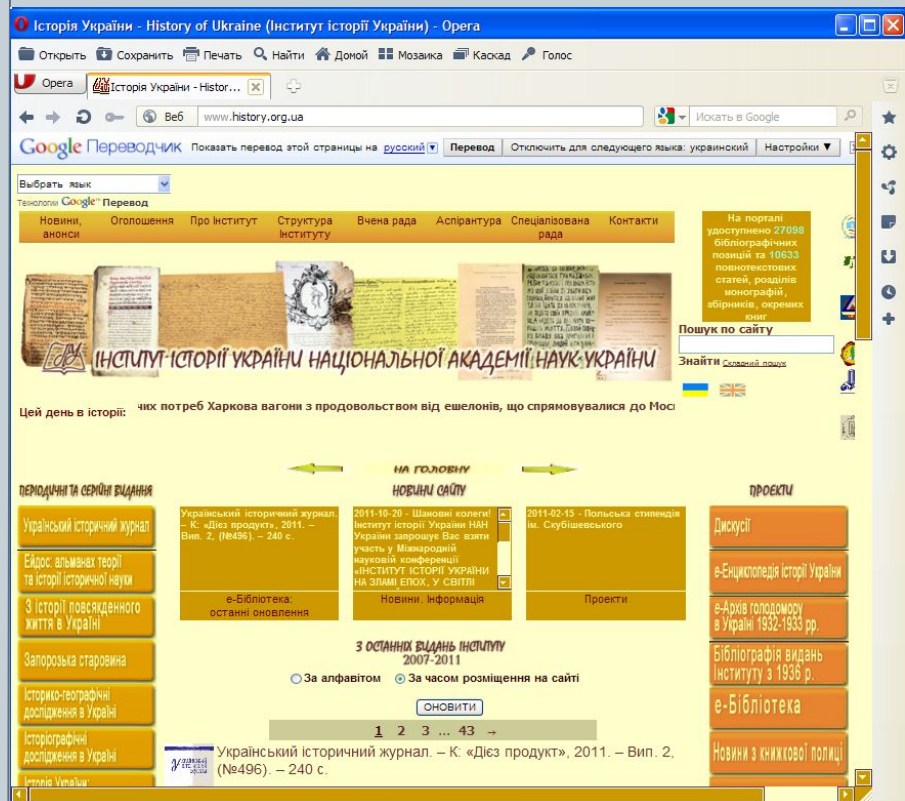 Історія України - History of Ukraine (Інститут історії України) - Opera
Открыть Сохранить Печать Найти Домой Мозаика Каскад Голос
Opera Історія України - Histor...
Веб www.history.org.ua Искать в Google
Google Переводчик Показать перевод этой страницы на русский Перевод Отключить для следующего языка: украинский Настройки ▼
Выбрать язык
Технологии Google™ Перевод
Новини, анонси
Оголошення
Про Інститут
Структура Інституту
Вчена рада
Аспірантура
Спеціалізована рада
Контакти
На порталі
удоступнено 27098
бібліографічних
позицій та 10633
повнотекстових
статей, розділів
монографій,
збірників, окремих
книг
Пошук по сайту
Знайти Складний пошук
ІНСТИТУТ ІСТОРІЇ УКРАЇНИ НАЦІОНАЛЬНОЇ АКАДЕМІЇ НАУК УКРАЇНИ
Цей день в історії: чих потреб Харкова вагони з продовольством від ешелонів, що спрямовувалися до Моск
НА ГОЛОВНУ
ПЕРІОДИЧНІ ТА СЕРІЙНІ ВИДАННЯ
Український історичний журнал
Ейдос: альманах теорії
та історії історичної науки
З історії повсякденного
життя в Україні
Запорозька старовина
Історико-географічні
дослідження в Україні
Історіографічні
дослідження в Україні
Історія України:
НОВИНИ САЙТУ
Український історичний журнал.
– К: «Дієз продукт», 2011. –
Вип. 2, (№496). – 240 с.
е-Бібліотека:
останні оновлення
2011-10-20 - Шановні колеги!
Інститут історії України НАН
України запрошує Вас взяти
участь у Міжнародній
науковій конференції
«ІНСТИТУТ ІСТОРІЇ УКРАЇНИ
НА ЗЛАМІ ЕПОХ, У СВІТЛІ
Новини. Інформація
2011-02-15 - Польська стипендія
ім. Скубішевського
Проекти
З ОСТАННІХ ВИДАНЬ ІНСТИТУТУ
2007-2011
За алфавітом За часом розміщення на сайті
ОНОВИТИ
1 2 3 ... 43 →
Український історичний журнал. – К: «Дієз продукт», 2011. – Вип. 2,
(№496). – 240 с.
ПРОЕКТИ
Дискусії
е-Енциклопедія історії України
е-Архів голодомору
в Україні 1932-1933 рр.
Бібліографія видань
Інституту з 1936 р.
е-Бібліотека
Новини з книжкової полиці